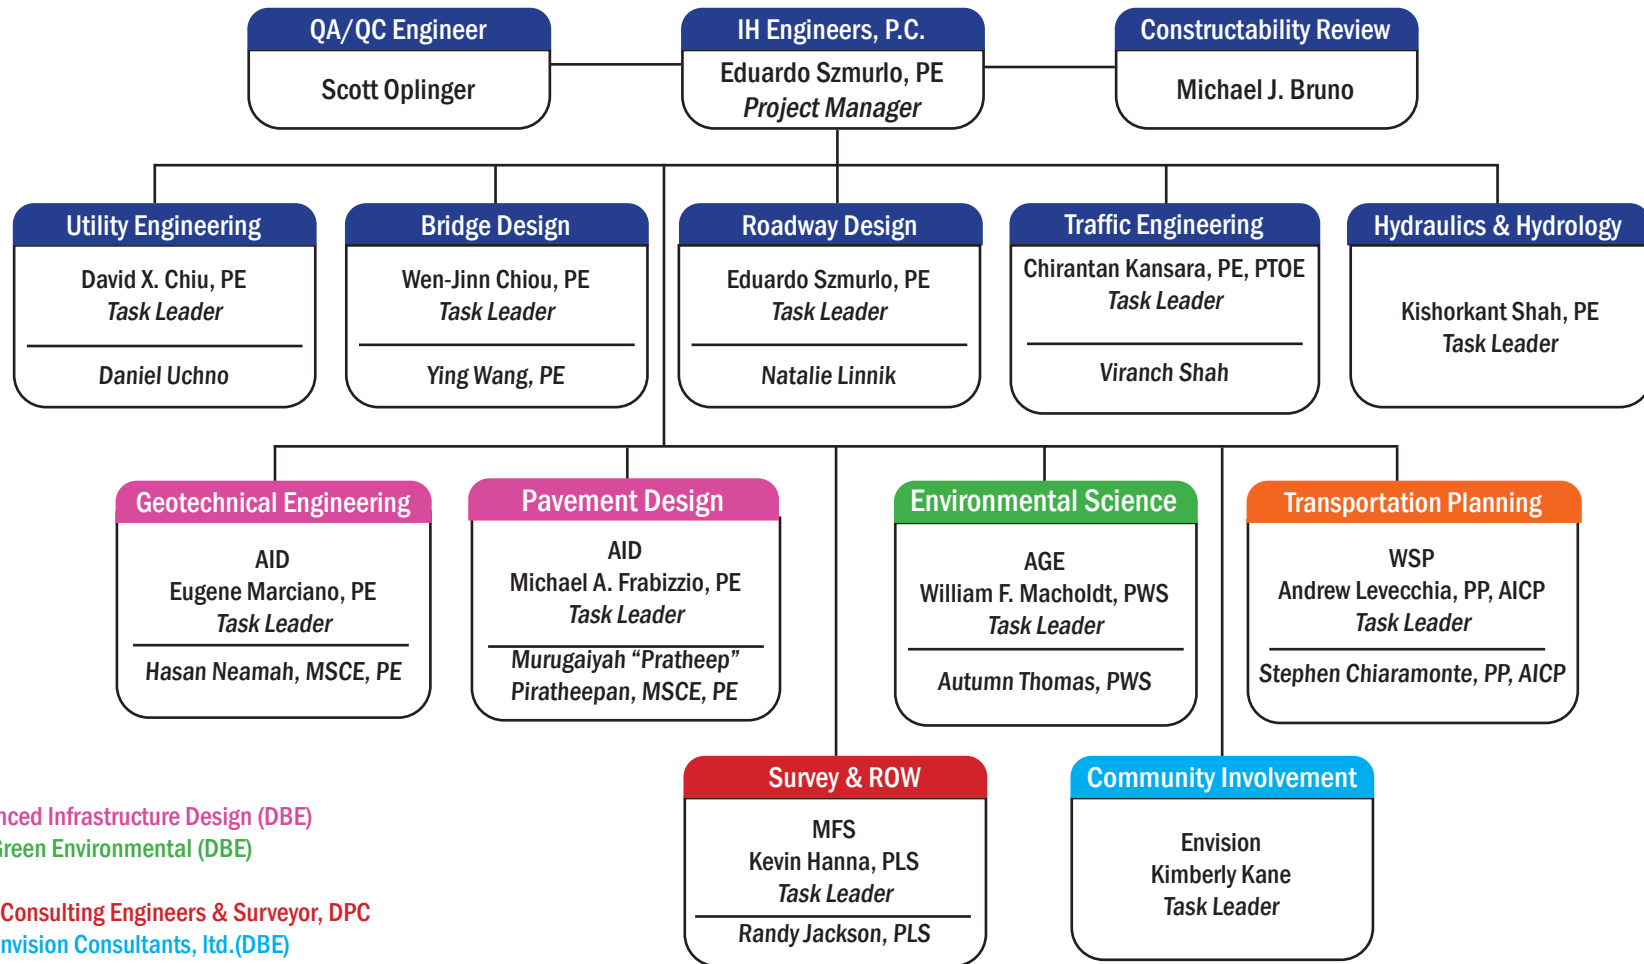 QA/QC Engineer
Scott Oplinger
IH Engineers, P.C.
Eduardo Szmurlo, PE
Project Manager
Constructability Review
Michael J. Bruno
Utility Engineering
David X. Chiu, PE
Task Leader
Daniel Uchno
Bridge Design
Wen-Jinn Chiou, PE
Task Leader
Ying Wang, PE
Roadway Design
Eduardo Szmurlo, PE
Task Leader
Natalie Linnik
Traffic Engineering
Chirantan Kansara, PE, PTOE
Task Leader
Viranch Shah
Hydraulics & Hydrology
Kishorkant Shah, PE
Task Leader
Geotechnical Engineering
AID
Eugene Marciano, PE
Task Leader
Hasan Neamah, MSCE, PE
Pavement Design
AID
Michael A. Frabizzio, PE
Task Leader
Murugaiyah “Pratheep”
Piratheepan, MSCE, PE
Environmental Science
AGE
William F. Macholdt, PWS
Task Leader
Autumn Thomas, PWS
Transportation Planning
WSP
Andrew Levecchia, PP, AICP
Task Leader
Stephen Chiaramonte, PP, AICP
Survey & ROW
MFS
Kevin Hanna, PLS
Task Leader
Randy Jackson, PLS
Community Involvement
Envision
Kimberly Kane
Task Leader
nced Infrastructure Design (DBE)
Green Environmental (DBE)
Consulting Engineers & Surveyor, DPC
nvision Consultants, ltd.(DBE)